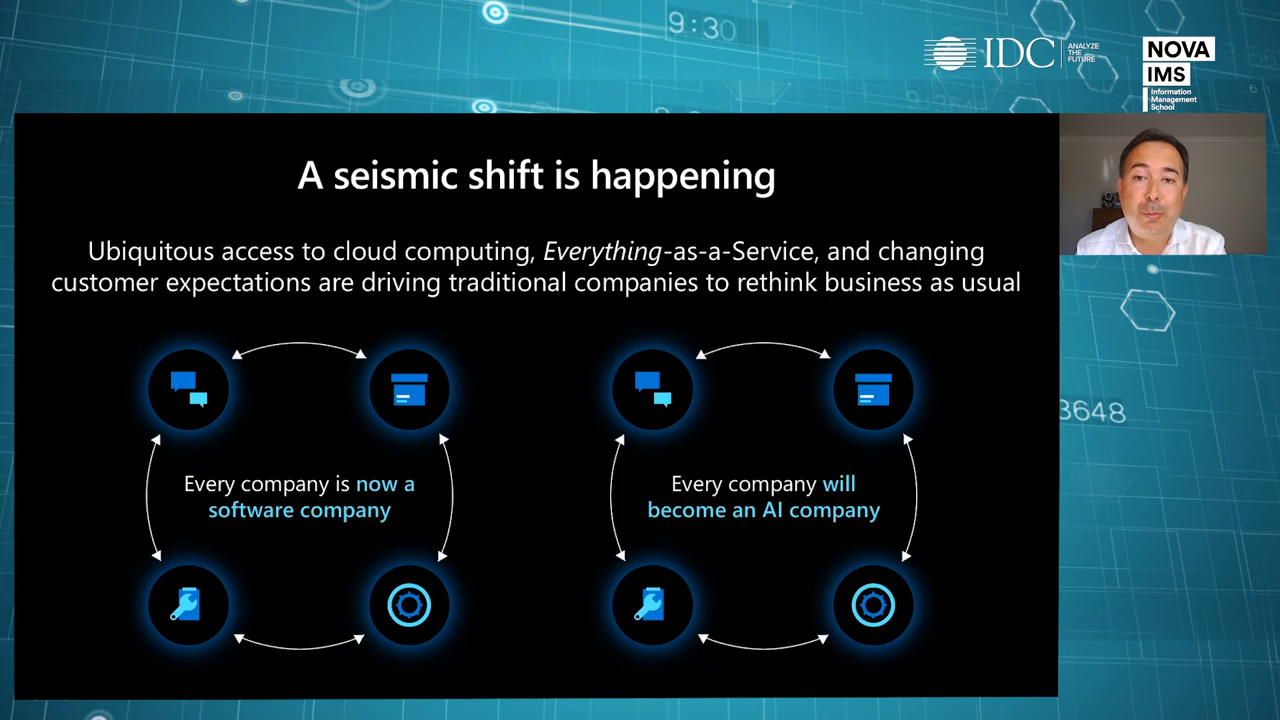 9:30
IDC
ANALYZE
THE
FUTURE
NOVA
IMS
Information
Management
School
A seismic shift is happening
Ubiquitous access to cloud computing, Everything-as-a-Service, and changing
customer expectations are driving traditional companies to rethink business as usual
Every company is now a
software company
Every company will
become an AI company
3648